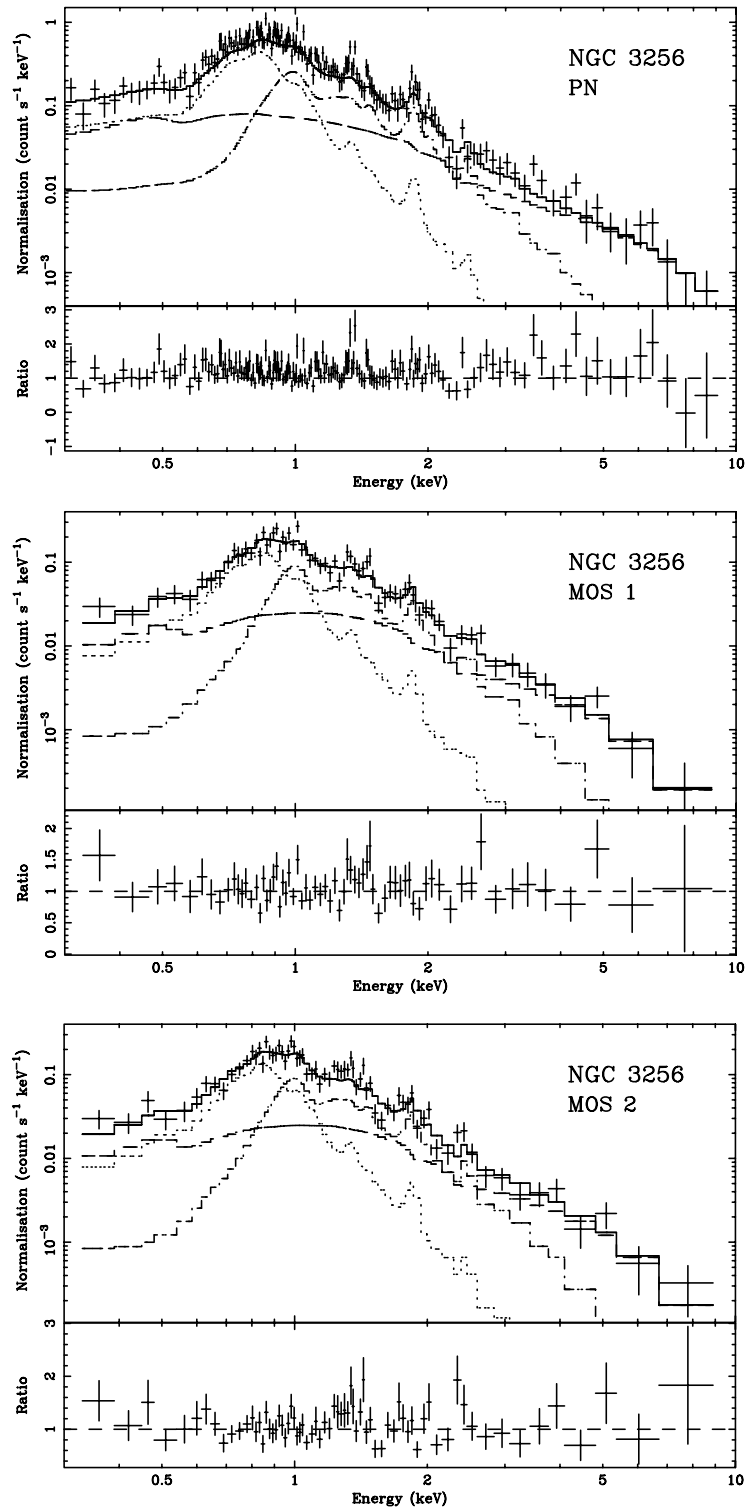 NGC 3256
PN
Normalisation (count s⁻¹ keV⁻¹)
1
0.1
0.01
10⁻³
Ratio
3
2
1
0
−1
0.5 1 2 5 10
Energy (keV)
NGC 3256
MOS 1
Normalisation (count s⁻¹ keV⁻¹)
0.1
0.01
10⁻³
Ratio
2
1.5
1
0.5
0
0.5 1 2 5 10
Energy (keV)
NGC 3256
MOS 2
Normalisation (count s⁻¹ keV⁻¹)
0.1
0.01
10⁻³
Ratio
3
2
1
0.5 1 2 5 10
Energy (keV)